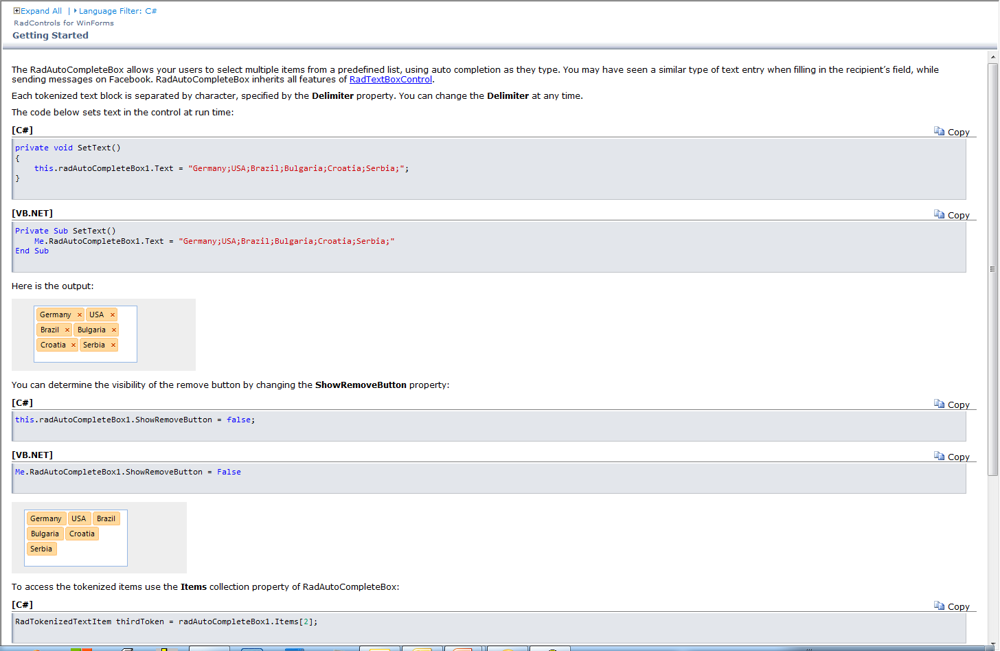 Expand All | Language Filter: C#
RadControls for WinForms
Getting Started
The RadAutoCompleteBox allows your users to select multiple items from a predefined list, using auto completion as they type. You may have seen a similar type of text entry when filling in the recipient's field, while
sending messages on Facebook. RadAutoCompleteBox inherits all features of RadTextBoxControl.
Each tokenized text block is separated by character, specified by the Delimiter property. You can change the Delimiter at any time.
The code below sets text in the control at run time:
[C#] Copy
private void SetText()
{
    this.radAutoCompleteBox1.Text = "Germany;USA;Brazil;Bulgaria;Croatia;Serbia;";
}
[VB.NET] Copy
Private Sub SetText()
    Me.RadAutoCompleteBox1.Text = "Germany;USA;Brazil;Bulgaria;Croatia;Serbia;"
End Sub
Here is the output:
Germany × USA ×
Brazil × Bulgaria ×
Croatia × Serbia ×
You can determine the visibility of the remove button by changing the ShowRemoveButton property:
[C#] Copy
this.radAutoCompleteBox1.ShowRemoveButton = false;
[VB.NET] Copy
Me.RadAutoCompleteBox1.ShowRemoveButton = False
Germany USA Brazil
Bulgaria Croatia
Serbia
To access the tokenized items use the Items collection property of RadAutoCompleteBox:
[C#] Copy
RadTokenizedTextItem thirdToken = radAutoCompleteBox1.Items[2];